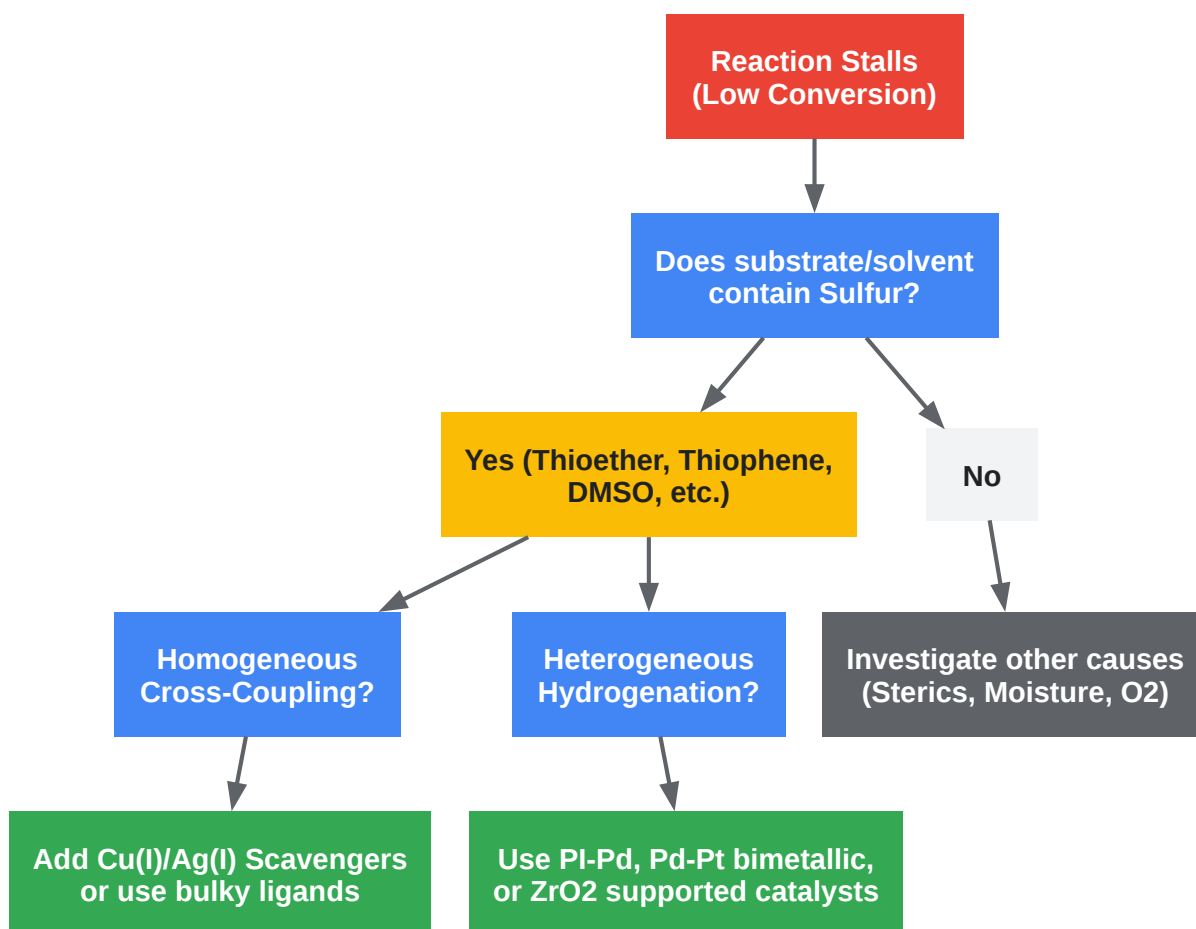 Reaction Stalls
(Low Conversion)
Does substrate/solvent
contain Sulfur?
Yes (Thioether, Thiophene,
DMSO, etc.)
No
Homogeneous
Cross-Coupling?
Heterogeneous
Hydrogenation?
Investigate other causes
(Sterics, Moisture, O2)
Add Cu(I)/Ag(I) Scavengers
or use bulky ligands
Use PI-Pd, Pd-Pt bimetallic,
or ZrO2 supported catalysts